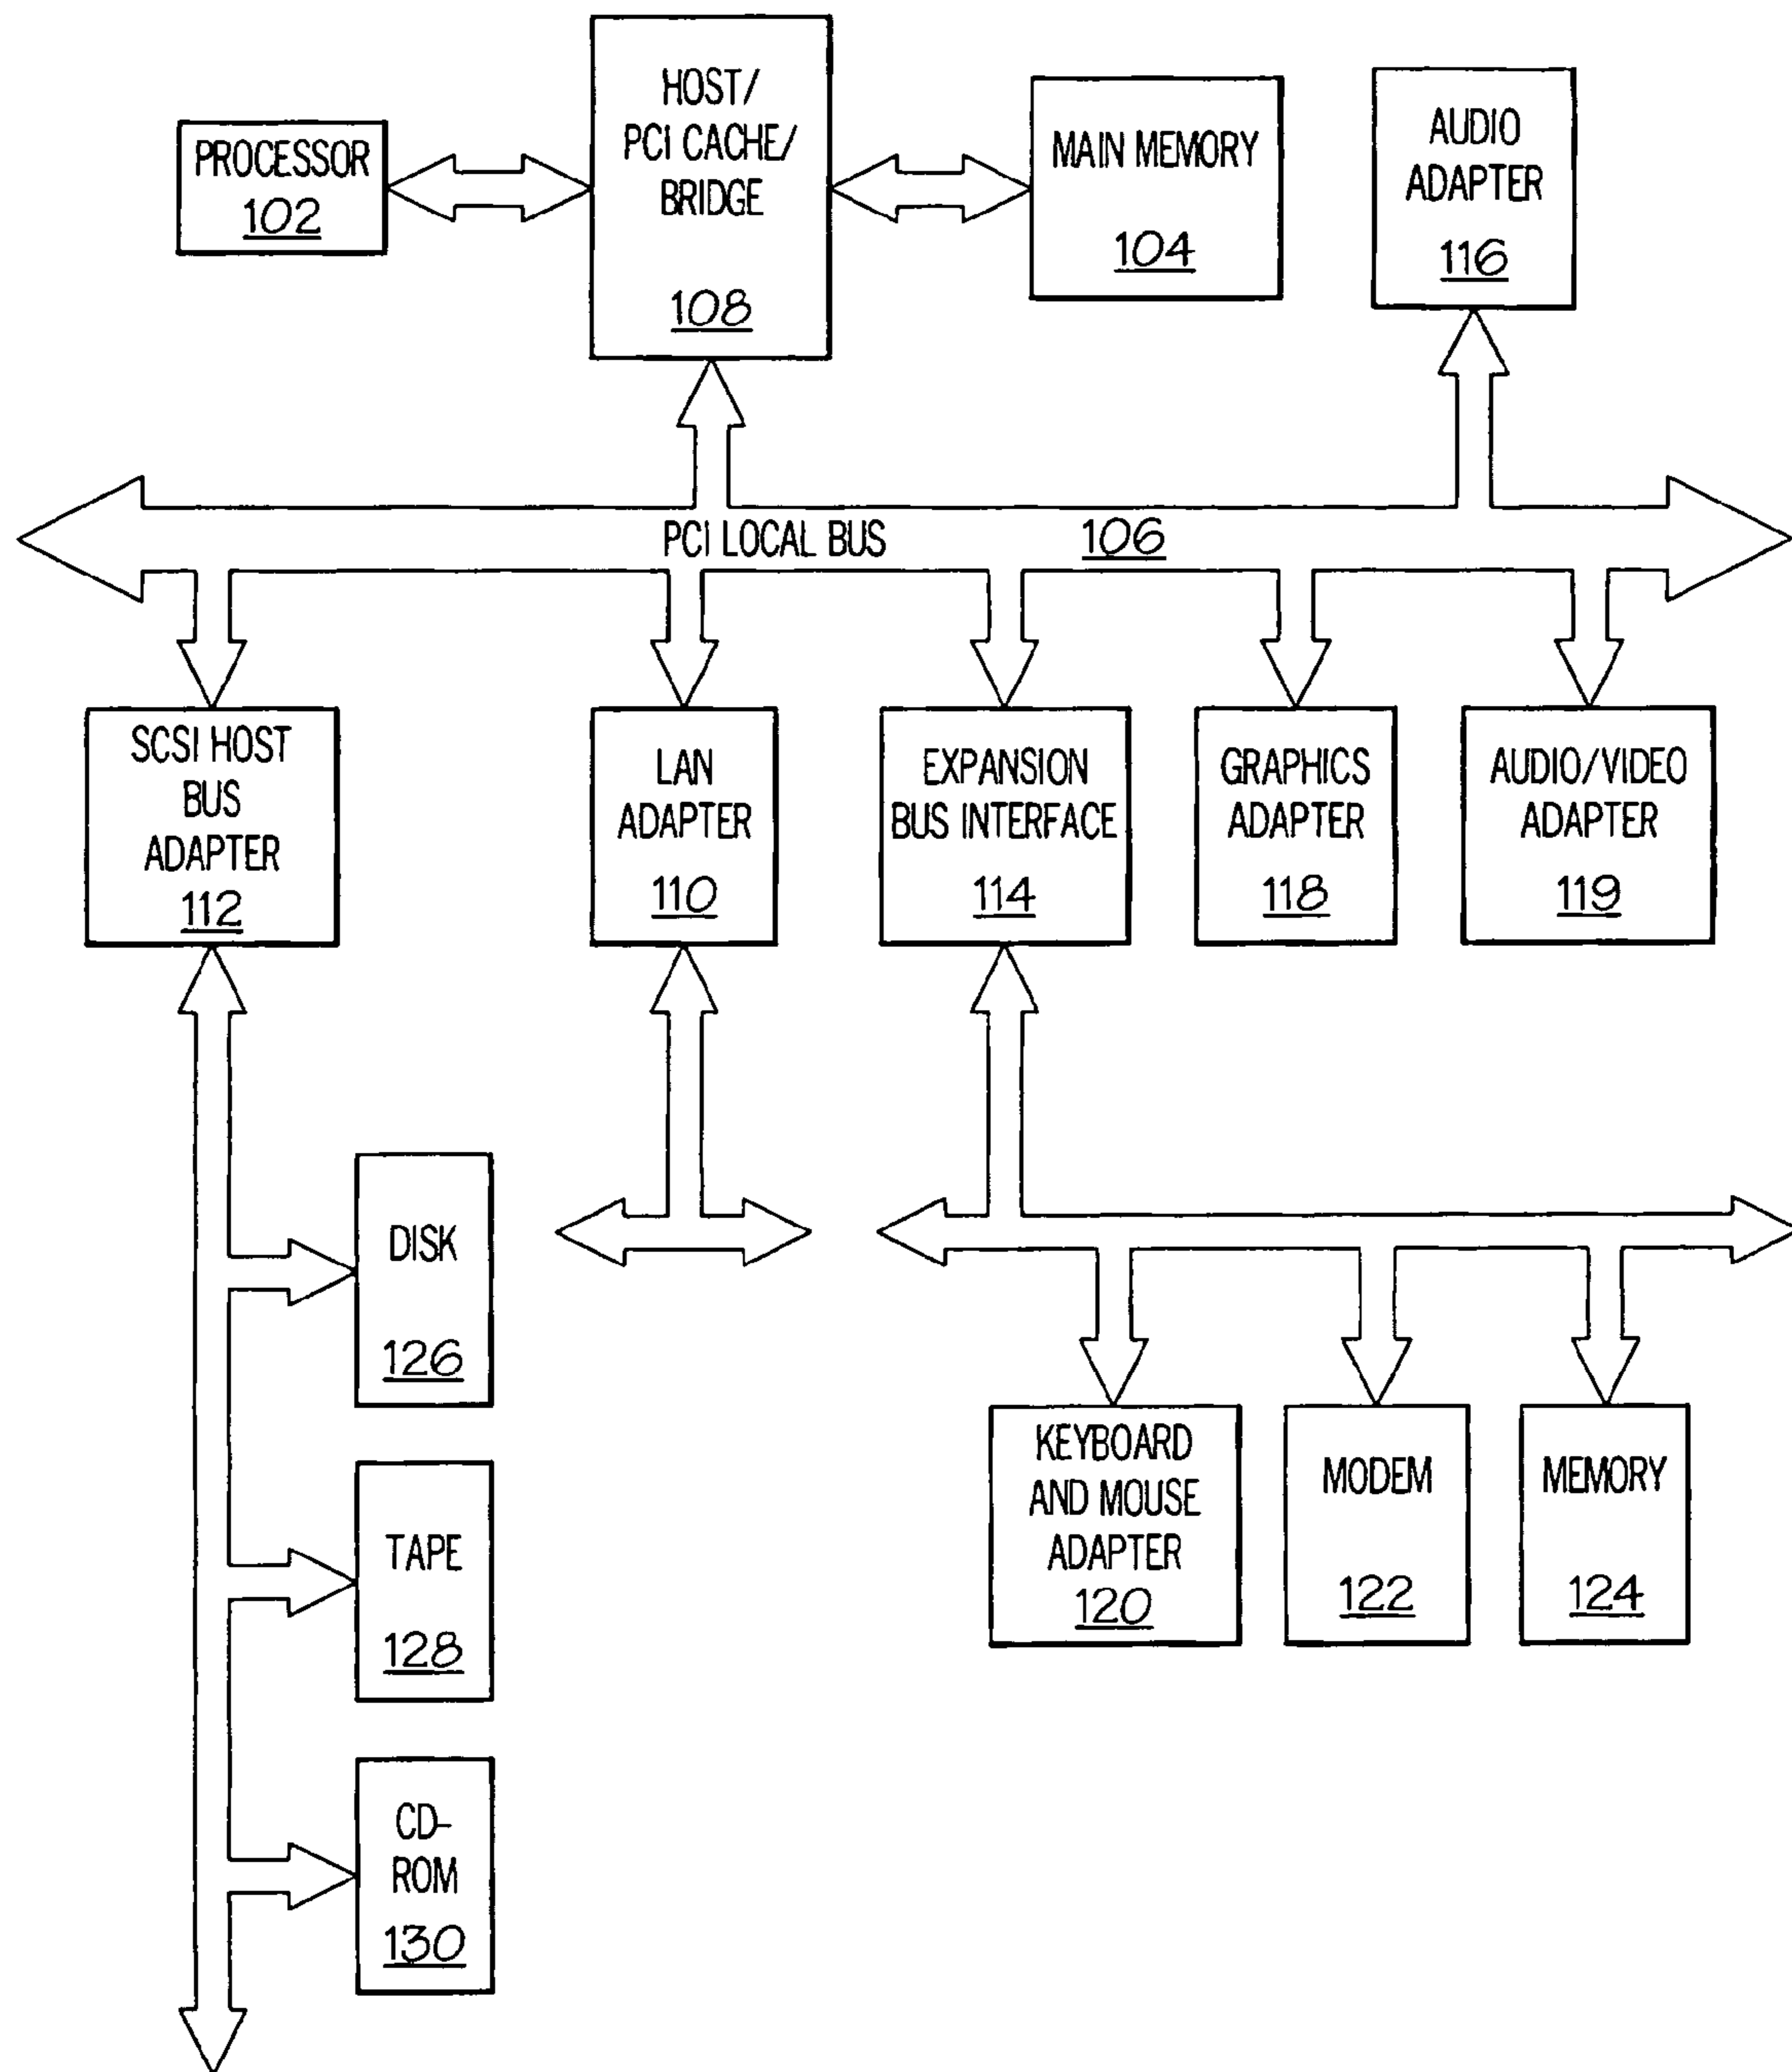 PROCESSOR
102
HOST/
PCI CACHE/
BRIDGE
108
MAIN MEMORY
104
AUDIO
ADAPTER
116
PCI LOCAL BUS 106
SCSI HOST
BUS
ADAPTER
112
LAN
ADAPTER
110
EXPANSION
BUS INTERFACE
114
GRAPHICS
ADAPTER
118
AUDIO/VIDEO
ADAPTER
119
DISK
126
TAPE
128
CD-
ROM
130
KEYBOARD
AND MOUSE
ADAPTER
120
MODEM
122
MEMORY
124